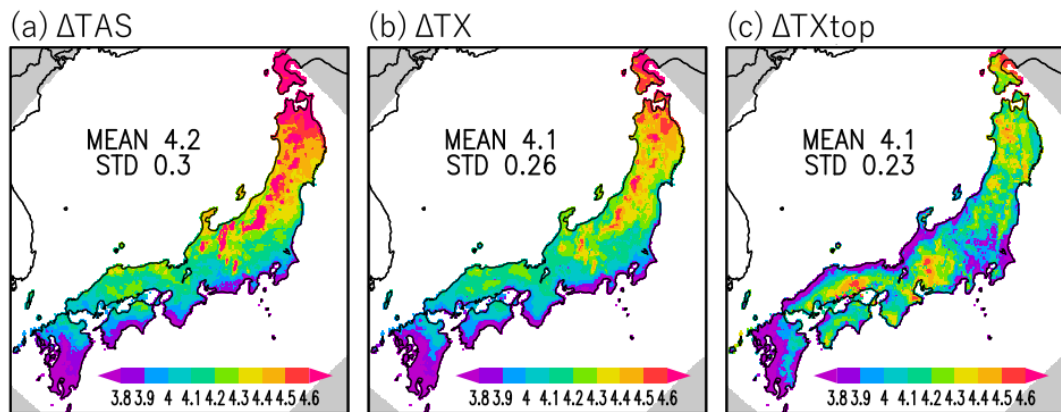 (a) ΔTAS
MEAN 4.2
STD 0.3
3.8 3.9 4 4.1 4.2 4.3 4.4 4.5 4.6
(b) ΔTX
MEAN 4.1
STD 0.26
3.8 3.9 4 4.1 4.2 4.3 4.4 4.5 4.6
(c) ΔTXtop
MEAN 4.1
STD 0.23
3.8 3.9 4 4.1 4.2 4.3 4.4 4.5 4.6